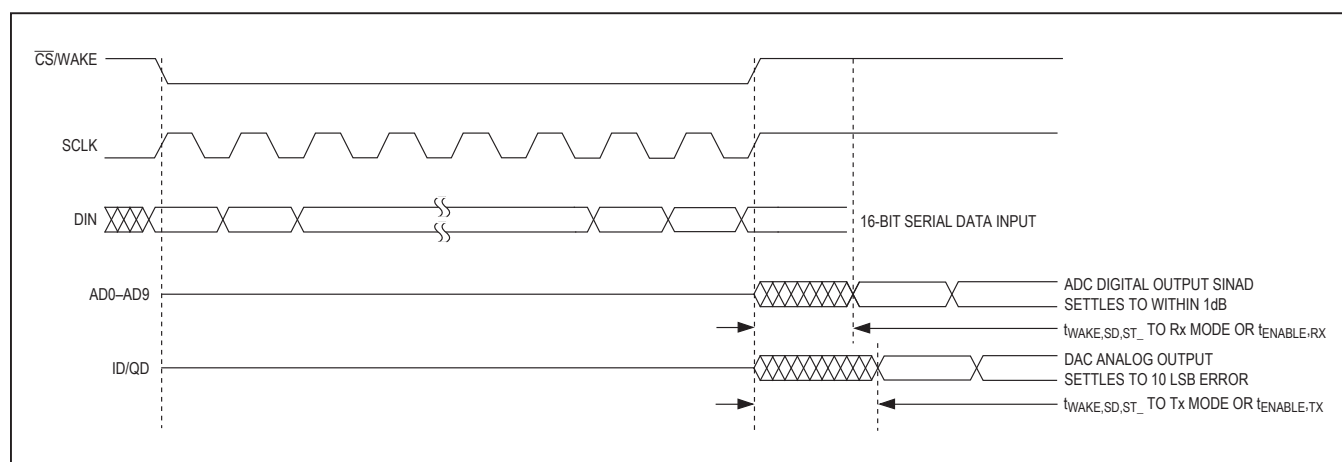 C̅S̅/WAKE
SCLK
DIN
16-BIT SERIAL DATA INPUT
AD0–AD9
ADC DIGITAL OUTPUT SINAD
SETTLES TO WITHIN 1dB
tWAKE,SD,ST_ TO Rx MODE OR tENABLE,RX
ID/QD
DAC ANALOG OUTPUT
SETTLES TO 10 LSB ERROR
tWAKE,SD,ST_ TO Tx MODE OR tENABLE,TX